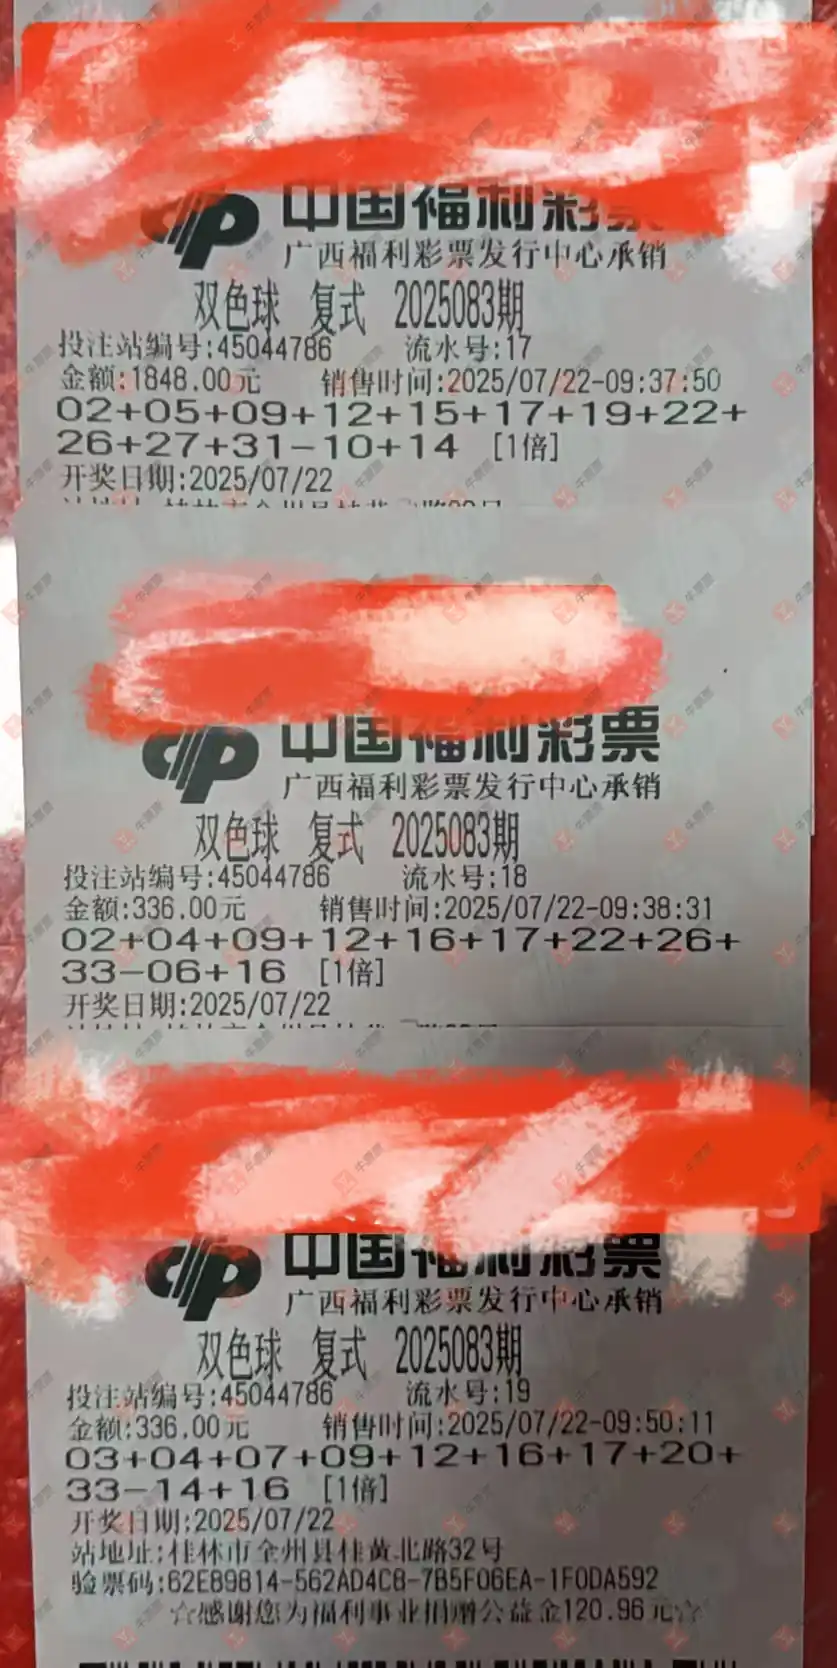 中国福利彩票
广西福利彩票发行中心承销
双色球 复式 2025083期
投注站编号:45044786 流水号:17
金额:1848.00元 销售时间:2025/07/22-09:37:50
02+05+09+12+15+17+19+22+
26+27+31-10+14 [1倍]
开奖日期:2025/07/22
中国福利彩票
广西福利彩票发行中心承销
双色球 复式 2025083期
投注站编号:45044786 流水号:18
金额:336.00元 销售时间:2025/07/22-09:38:31
02+04+09+12+16+17+22+26+
33-06+16 [1倍]
开奖日期:2025/07/22
中国福利彩票
广西福利彩票发行中心承销
双色球 复式 2025083期
投注站编号:45044786 流水号:19
金额:336.00元 销售时间:2025/07/22-09:50:11
03+04+07+09+12+16+17+20+
33-14+16 [1倍]
开奖日期:2025/07/22
站地址:桂林市全州县桂黄北路32号
验票码:62E89814-562AD4C8-7B5F06EA-1F0DA592
☆感谢您为福利事业捐赠公益金120.96元☆